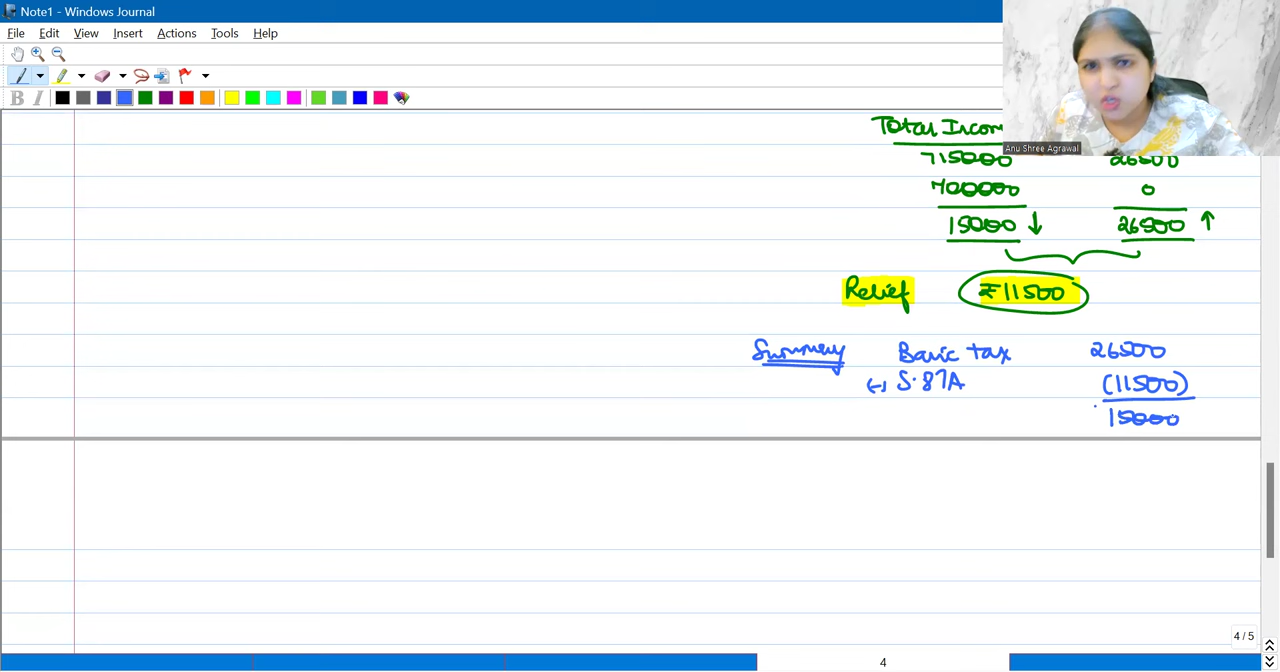 Note1 - Windows Journal
File Edit View Insert Actions Tools Help
B I
Anu Shree Agrawal
Total Incom
715000 26500
700000 0
15000 ↓ 26500 ↑
Relief ₹11500
Summary Basic tax 26500
(-) S.87A (11500)
15000
4 / 5
4